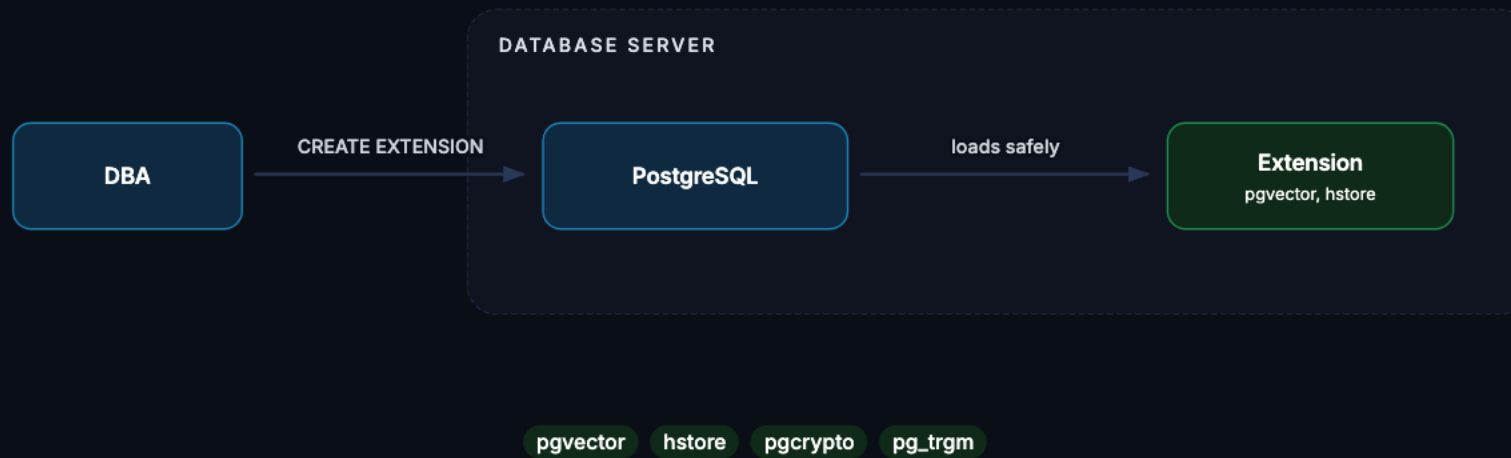 DATABASE SERVER
DBA
CREATE EXTENSION
PostgreSQL
loads safely
Extension
pgvector, hstore
pgvector
hstore
pgcrypto
pg_trgm